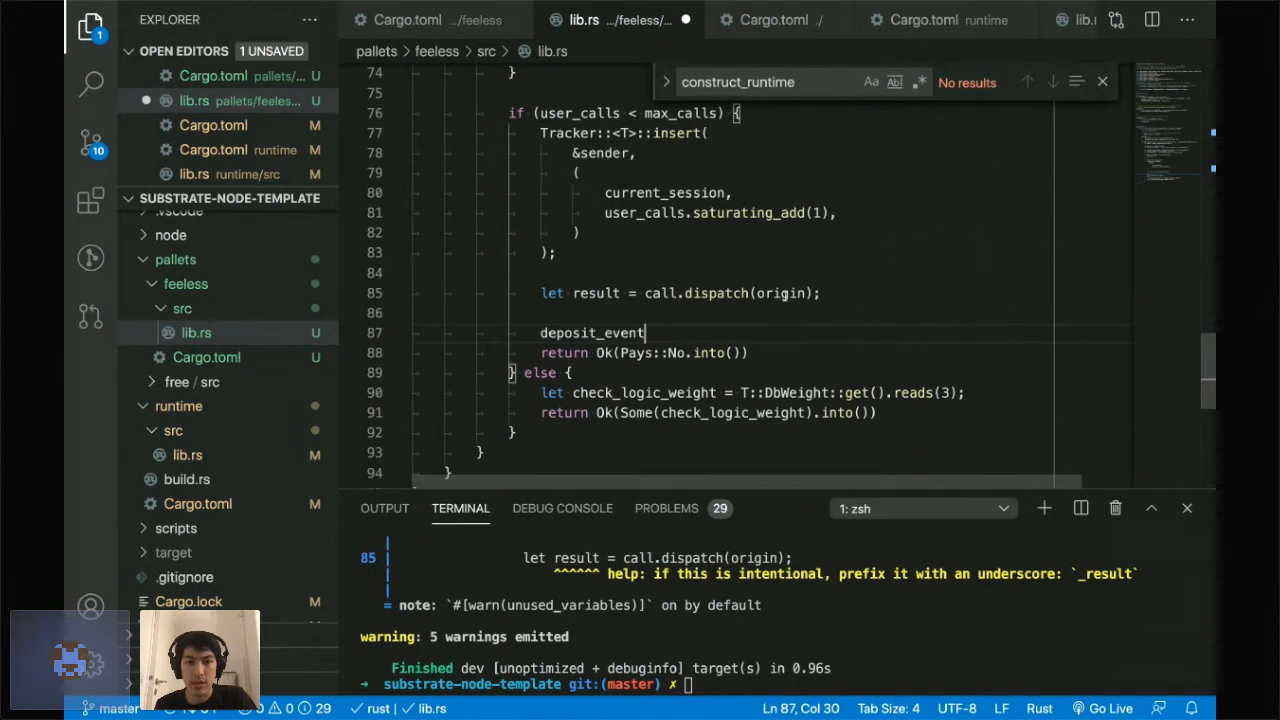 EXPLORER
Cargo.toml .../feeless
lib.rs .../feeless/...
Cargo.toml ./
Cargo.toml runtime
lib.r
1
OPEN EDITORS 1 UNSAVED
pallets > feeless > src > lib.rs
Cargo.toml pallets/... U
lib.rs pallets/feeles... U
Cargo.toml M
Cargo.toml runtime M
lib.rs runtime/src M
10
SUBSTRATE-NODE-TEMPLATE
.vscode
node
pallets
feeless
src
lib.rs U
Cargo.toml U
free / src
runtime
src
lib.rs M
build.rs
Cargo.toml M
scripts
target
.gitignore
Cargo.lock M
construct_runtime Aa Abl .* No results
74 }
75
76 if (user_calls < max_calls) {
77 Tracker::<T>::insert(
78 &sender,
79 (
80 current_session,
81 user_calls.saturating_add(1),
82 )
83 );
84
85 let result = call.dispatch(origin);
86
87 deposit_event
88 return Ok(Pays::No.into())
89 } else {
90 let check_logic_weight = T::DbWeight::get().reads(3);
91 return Ok(Some(check_logic_weight).into())
92 }
93 }
94 }
OUTPUT TERMINAL DEBUG CONSOLE PROBLEMS 29 1: zsh
|
85 | let result = call.dispatch(origin);
| ^^^^^^ help: if this is intentional, prefix it with an underscore: `_result`
|
= note: `#[warn(unused_variables)]` on by default
warning: 5 warnings emitted
Finished dev [unoptimized + debuginfo] target(s) in 0.96s
➜ substrate-node-template git:(master) ✗
master 0 29 rust | ✓ lib.rs Ln 87, Col 30 Tab Size: 4 UTF-8 LF Rust Go Live